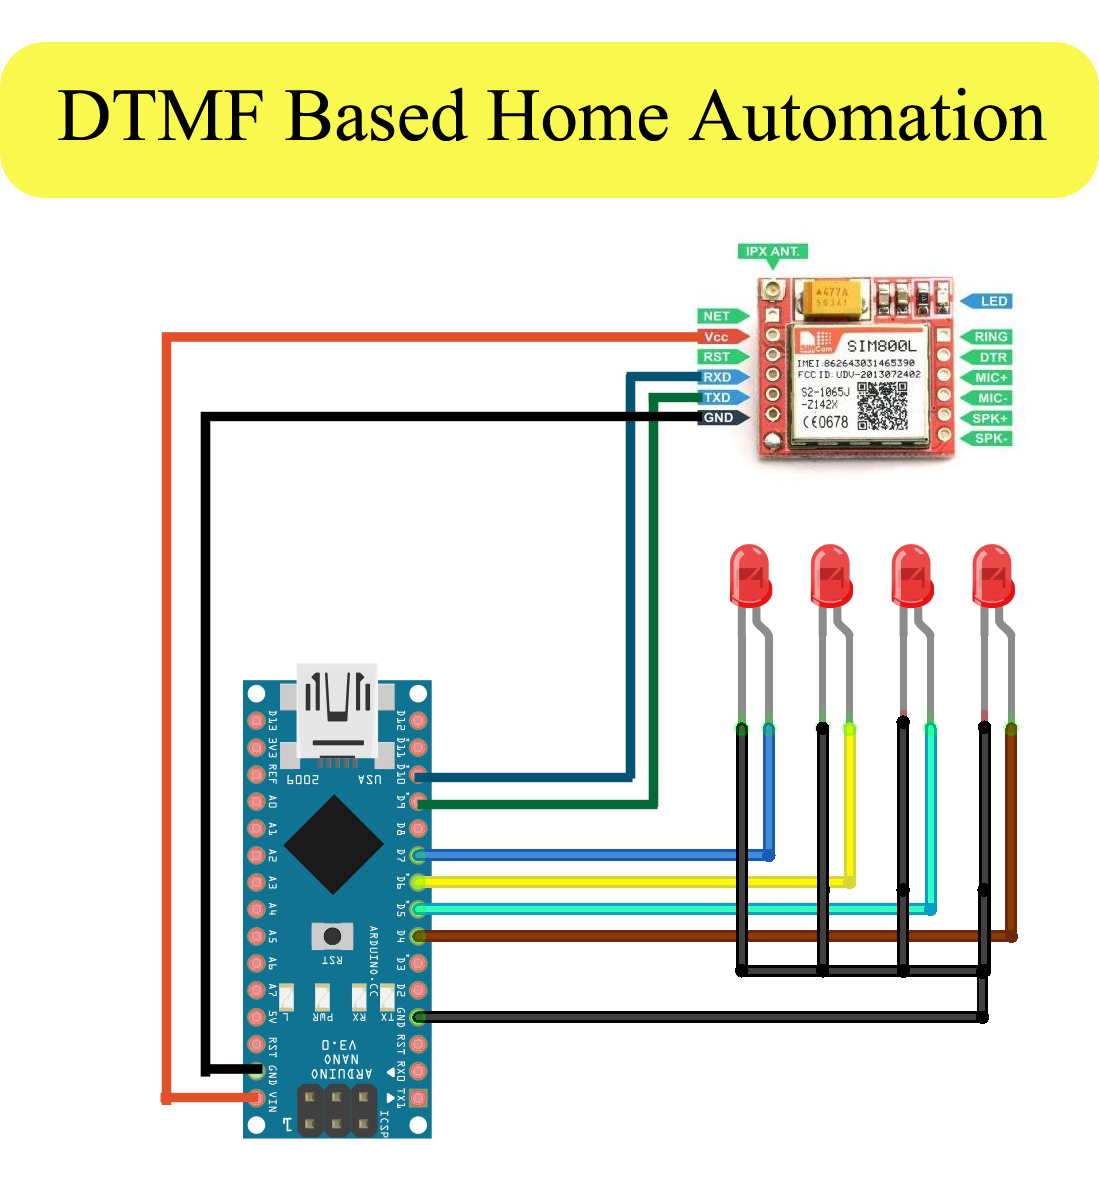 DTMF Based Home Automation
IPX ANT.
477A
LED
NET
Vcc
RST
RXD
TXD
GND
SIMCom
SIM800L
IMEI:862643031465390
FCC ID: UDV-2013072402
S2-1065J
-Z142X
CE0678
RING
DTR
MIC+
MIC-
SPK+
SPK-
D13
3V3
REF
A0
A1
A2
A3
A4
A5
A6
A7
5V
RST
GND
VIN
D12
D11
D10
D9
D8
D7
D6
D5
D4
D3
D2
GND
RST
RX0
TX1
2009
USA
RST
ARDUINO.CC
L
PWR
RX
TX
V3.0
NANO
ARDUINO
1
ICSP